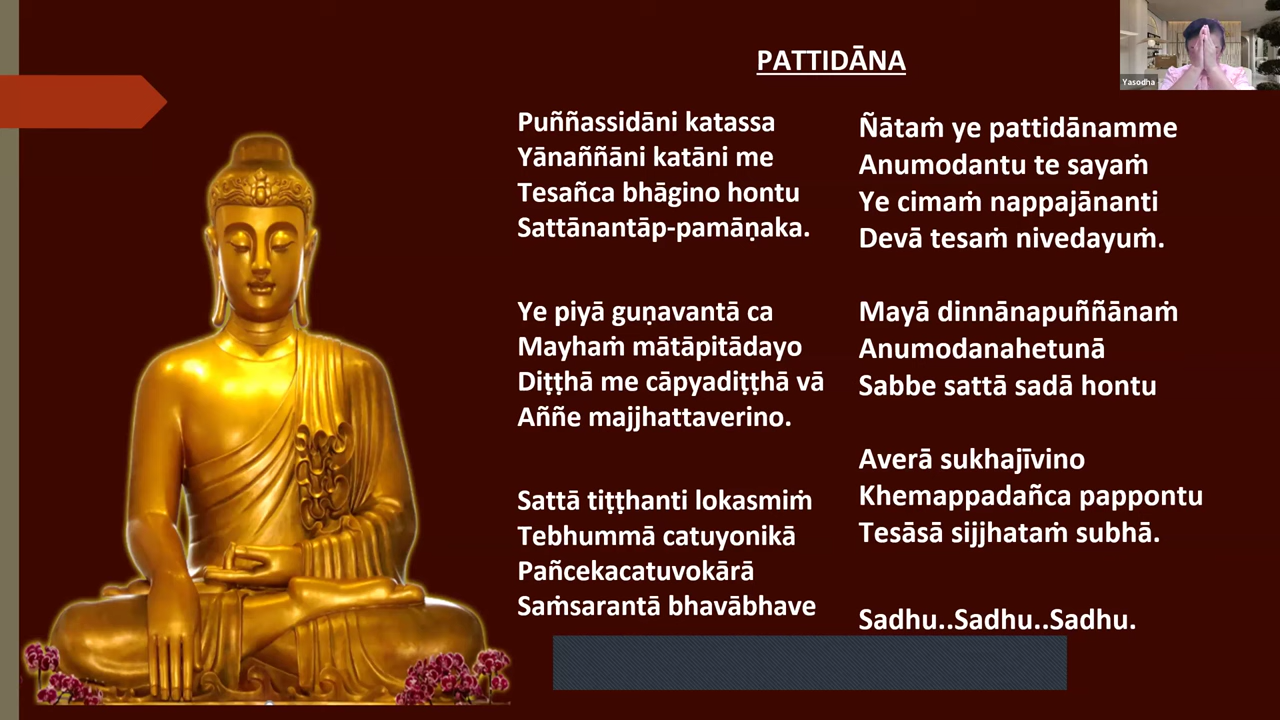 PATTIDĀNA
Puññassidāni katassa
Yānaññāni katāni me
Tesañca bhāgino hontu
Sattānantāp-pamāṇaka.
Ye piyā guṇavantā ca
Mayhaṁ mātāpitādayo
Diṭṭhā me cāpyadiṭṭhā vā
Aññe majjhattaverino.
Sattā tiṭṭhanti lokasmiṁ
Tebhummā catuyonikā
Pañcekacatuvokārā
Saṁsarantā bhavābhave
Ñātaṁ ye pattidānamme
Anumodantu te sayaṁ
Ye cimaṁ nappajānanti
Devā tesaṁ nivedayuṁ.
Mayā dinnānapuññānaṁ
Anumodanahetunā
Sabbe sattā sadā hontu
Averā sukhajīvino
Khemappadañca pappontu
Tesāsā sijjhataṁ subhā.
Sadhu..Sadhu..Sadhu.
Yasodha